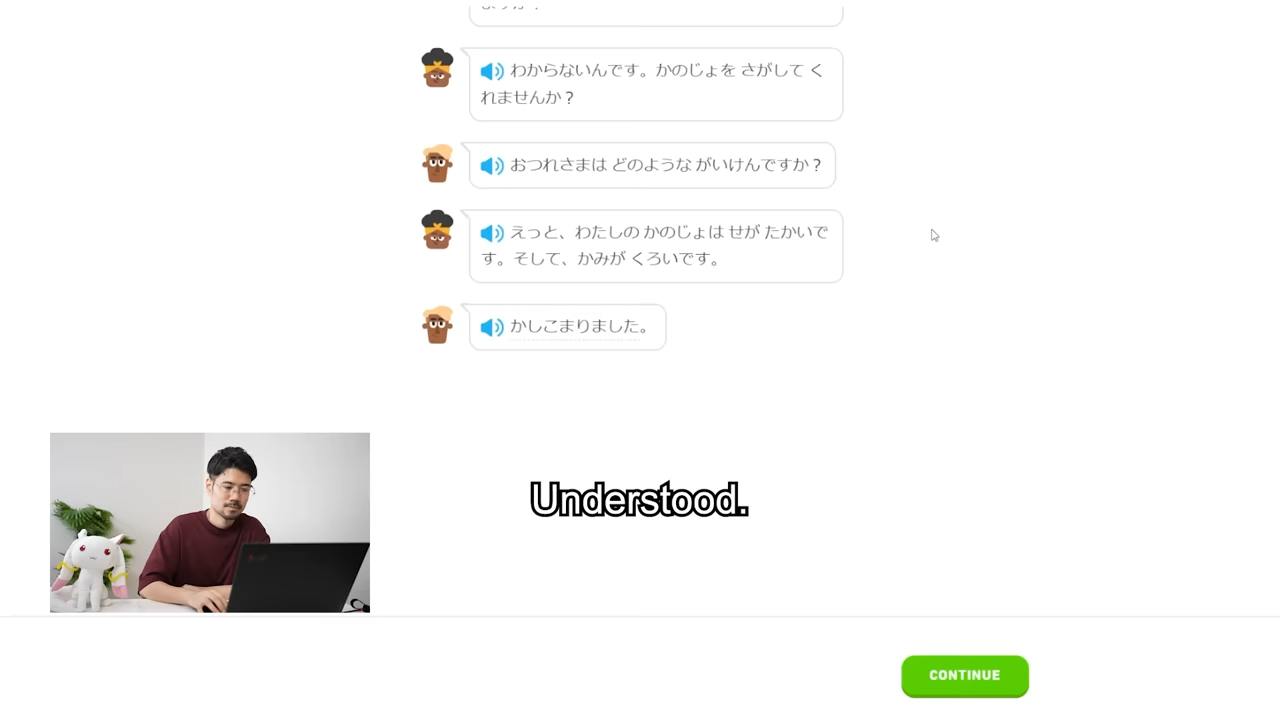 わからないんです。かのじょを さがして く
れませんか？
おつれさまは どのような がいけんですか？
えっと、わたしの かのじょは せが たかいで
す。そして、かみが くろいです。
かしこまりました。
Understood.
CONTINUE